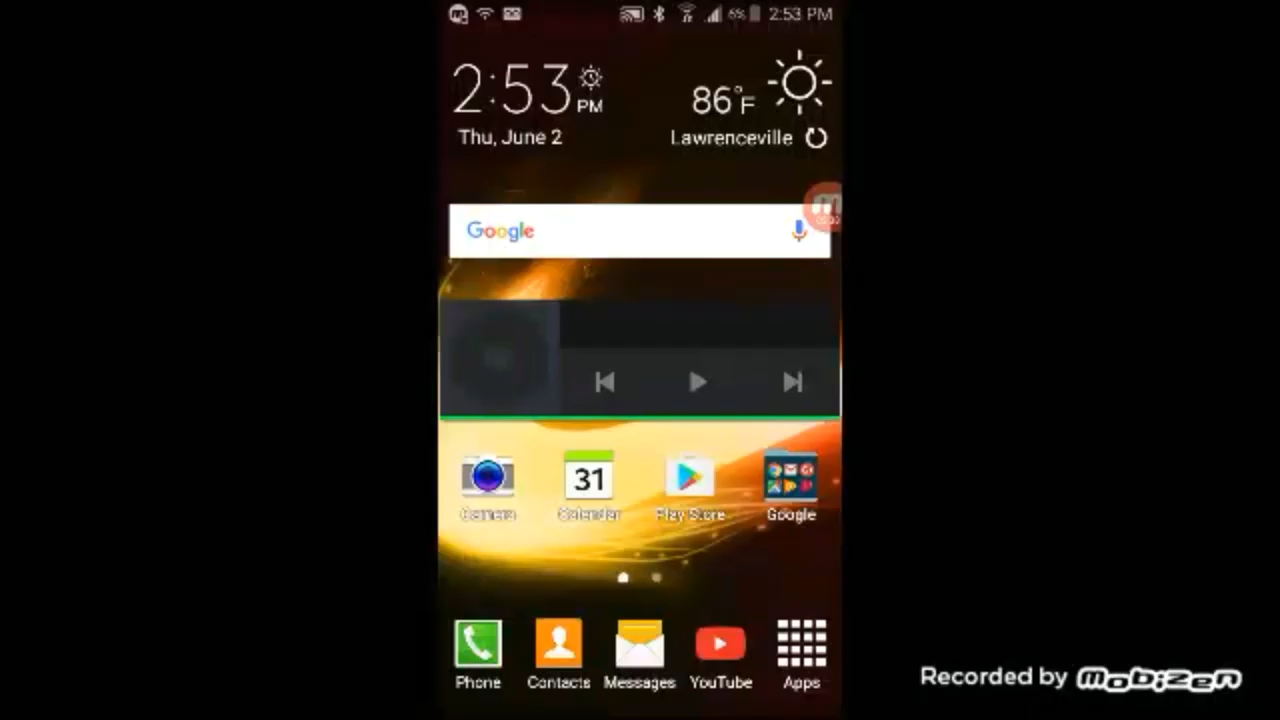 6% 2:53 PM
2:53 PM
Thu, June 2
86°F
Lawrenceville
Google
31
Camera Calendar Play Store Google
Phone Contacts Messages YouTube Apps
Recorded by mobizen